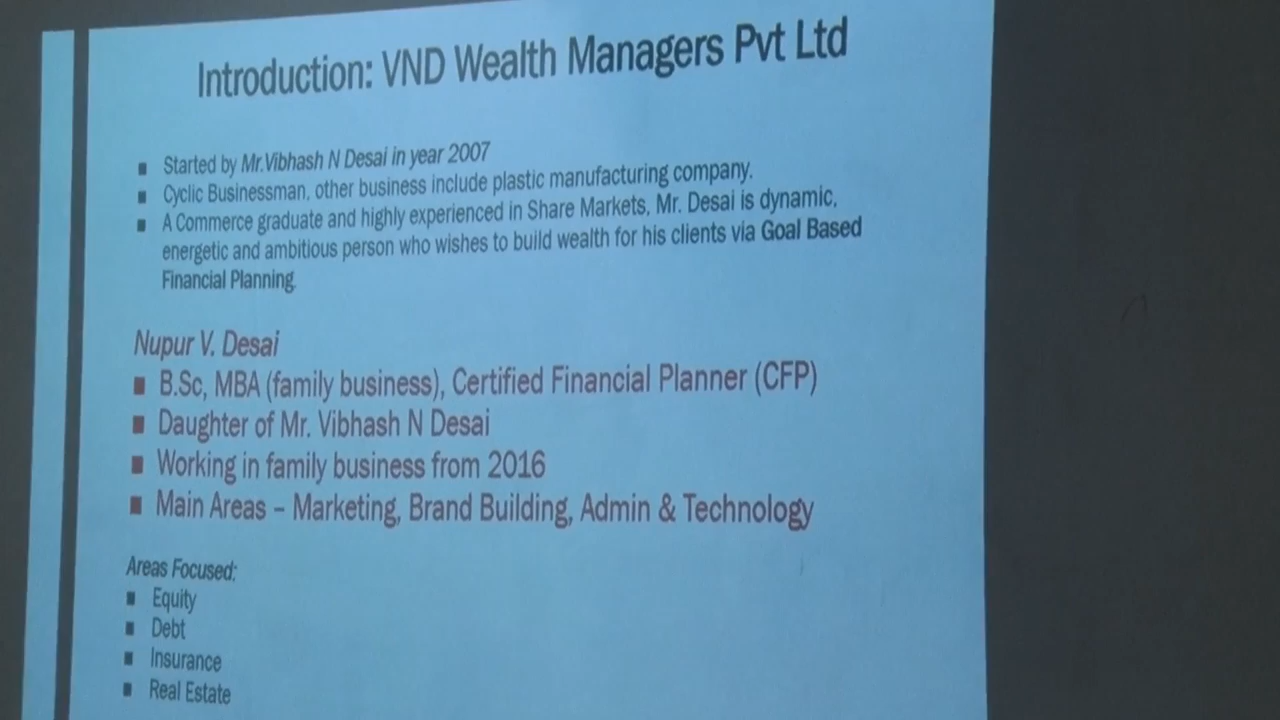 Introduction: VND Wealth Managers Pvt Ltd
■ Started by Mr.Vibhash N Desai in year 2007
■ Cyclic Businessman, other business include plastic manufacturing company.
■ A Commerce graduate and highly experienced in Share Markets, Mr. Desai is dynamic,
energetic and ambitious person who wishes to build wealth for his clients via Goal Based
Financial Planning.
Nupur V. Desai
■ B.Sc, MBA (family business), Certified Financial Planner (CFP)
■ Daughter of Mr. Vibhash N Desai
■ Working in family business from 2016
■ Main Areas – Marketing, Brand Building, Admin & Technology
Areas Focused:
■ Equity
■ Debt
■ Insurance
■ Real Estate